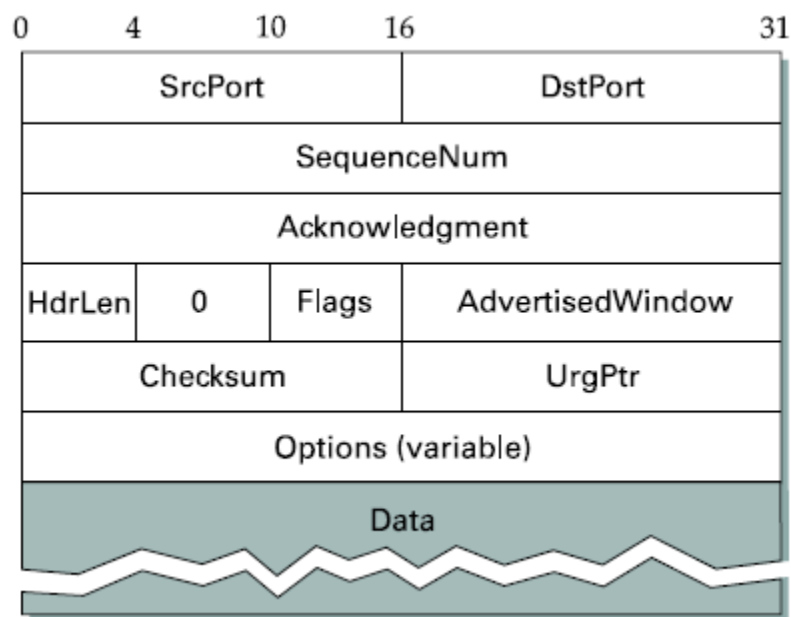 0 4 10 16 31
SrcPort DstPort
SequenceNum
Acknowledgment
HdrLen 0 Flags AdvertisedWindow
Checksum UrgPtr
Options (variable)
Data